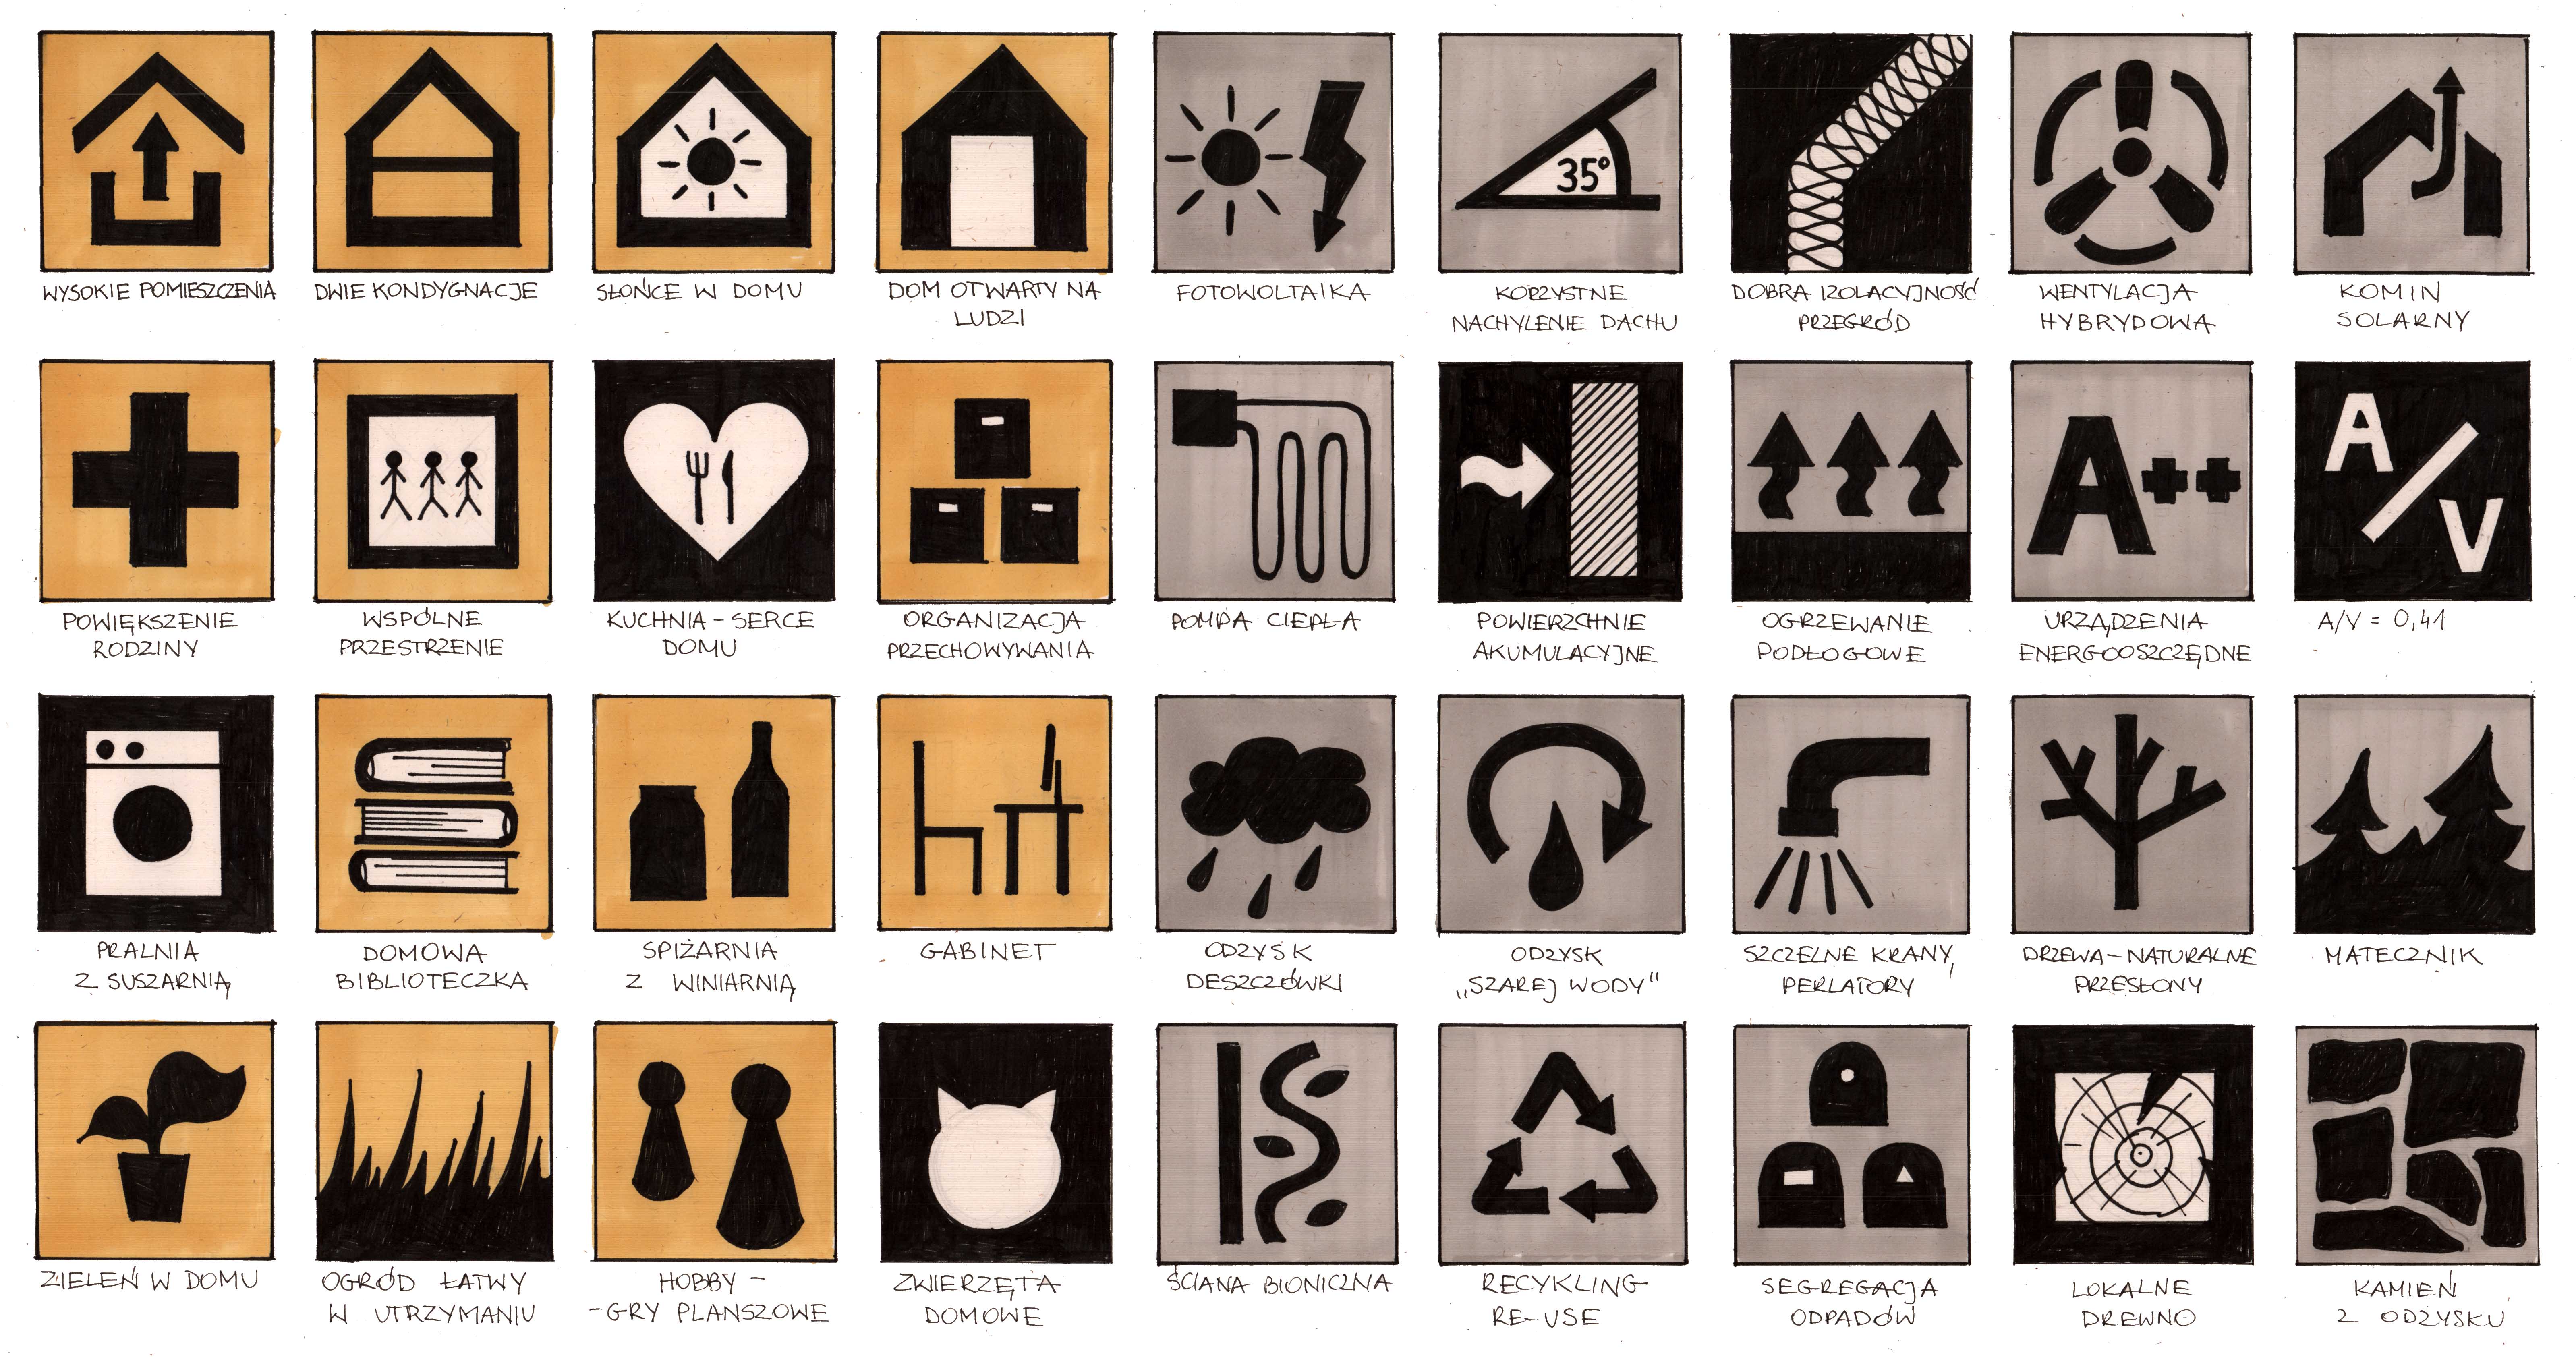 35°
WYSOKIE POMIESZCZENIA
DWIE KONDYGNACJE
SŁOŃCE W DOMU
DOM OTWARTY NA
LUDZI
FOTOWOLTAIKA
KORZYSTNE
NACHYLENIE DACHU
DOBRA IZOLACYJNOŚĆ
PRZEGRÓD
WENTYLACJA
HYBRYDOWA
KOMIN
SOLARNY
A++
A/V
POWIĘKSZENIE
RODZINY
WSPÓLNE
PRZESTRZENIE
KUCHNIA - SERCE
DOMU
ORGANIZACJA
PRZECHOWYWANIA
POMPA CIEPŁA
POWIERZCHNIE
AKUMULACYJNE
OGRZEWANIE
PODŁOGOWE
URZĄDZENIA
ENERGOOSZCZĘDNE
A/V = 0,41
PRALNIA
Z SUSZARNIĄ
DOMOWA
BIBLIOTECZKA
SPIŻARNIA
Z WINIARNIĄ
GABINET
ODZYSK
DESZCZÓWKI
ODZYSK
„SZAREJ WODY"
SZCZELNE KRANY,
PERLATORY
DRZEWA - NATURALNE
PRZESŁONY
MATECZNIK
ZIELEŃ W DOMU
OGRÓD ŁATWY
W UTRZYMANIU
HOBBY -
- GRY PLANSZOWE
ZWIERZĘTA
DOMOWE
ŚCIANA BIONICZNA
RECYKLING
RE-USE
SEGREGACJA
ODPADÓW
LOKALNE
DREWNO
KAMIEŃ
Z ODZYSKU